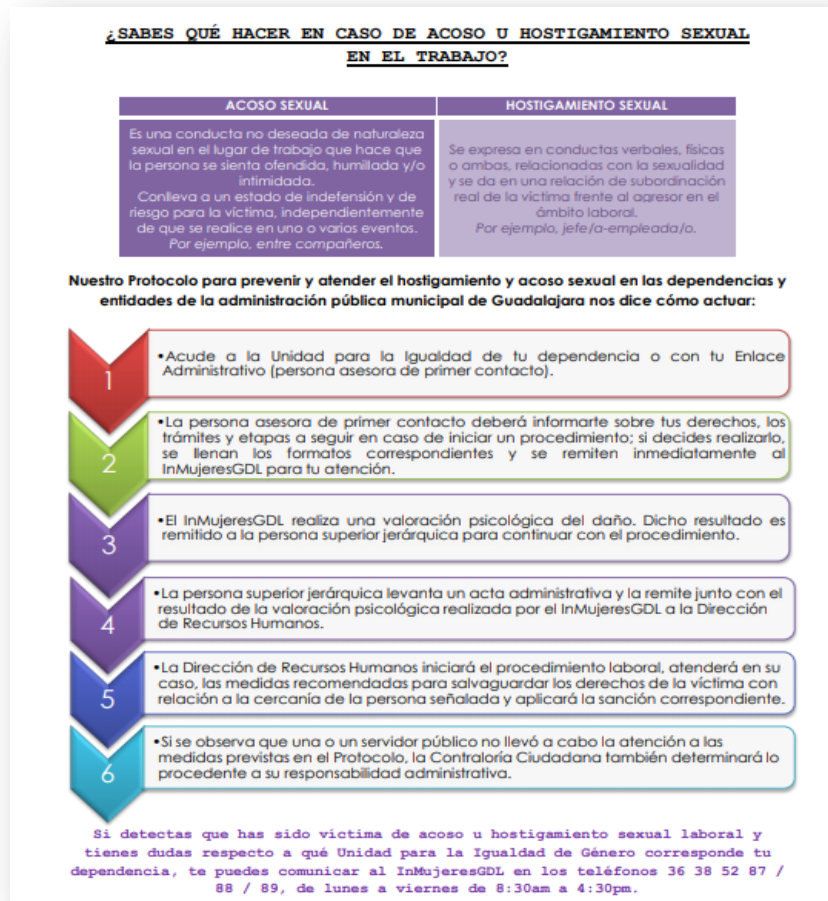 ¿SABES QUÉ HACER EN CASO DE ACOSO U HOSTIGAMIENTO SEXUAL
EN EL TRABAJO?
ACOSO SEXUAL
Es una conducta no deseada de naturaleza
sexual en el lugar de trabajo que hace que
la persona se sienta ofendida, humillada y/o
intimidada.
Conlleva a un estado de indefensión y de
riesgo para la víctima, independientemente
de que se realice en uno o varios eventos.
Por ejemplo, entre compañeros.
HOSTIGAMIENTO SEXUAL
Se expresa en conductas verbales, físicas
o ambas, relacionadas con la sexualidad
y se da en una relación de subordinación
real de la víctima frente al agresor en el
ámbito laboral.
Por ejemplo, jefe/a-empleada/o.
Nuestro Protocolo para prevenir y atender el hostigamiento y acoso sexual en las dependencias y
entidades de la administración pública municipal de Guadalajara nos dice cómo actuar:
1
•Acude a la Unidad para la Igualdad de tu dependencia o con tu Enlace
Administrativo (persona asesora de primer contacto).
2
•La persona asesora de primer contacto deberá informarte sobre tus derechos, los
trámites y etapas a seguir en caso de iniciar un procedimiento; si decides realizarlo,
se llenan los formatos correspondientes y se remiten inmediatamente al
InMujeresGDL para tu atención.
3
•El InMujeresGDL realiza una valoración psicológica del daño. Dicho resultado es
remitido a la persona superior jerárquica para continuar con el procedimiento.
4
•La persona superior jerárquica levanta un acta administrativa y la remite junto con el
resultado de la valoración psicológica realizada por el InMujeresGDL a la Dirección
de Recursos Humanos.
5
•La Dirección de Recursos Humanos iniciará el procedimiento laboral, atenderá en su
caso, las medidas recomendadas para salvaguardar los derechos de la víctima con
relación a la cercanía de la persona señalada y aplicará la sanción correspondiente.
6
•Si se observa que una o un servidor público no llevó a cabo la atención a las
medidas previstas en el Protocolo, la Contraloría Ciudadana también determinará lo
procedente a su responsabilidad administrativa.
Si detectas que has sido víctima de acoso u hostigamiento sexual laboral y
tienes dudas respecto a qué Unidad para la Igualdad de Género corresponde tu
dependencia, te puedes comunicar al InMujeresGDL en los teléfonos 36 38 52 87 /
88 / 89, de lunes a viernes de 8:30am a 4:30pm.